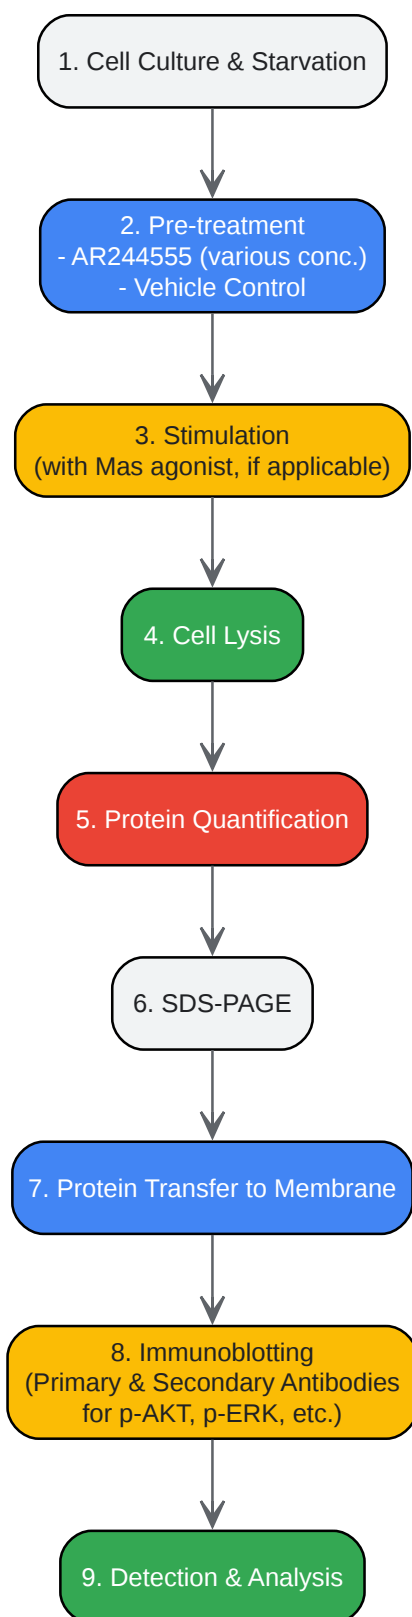 1. Cell Culture & Starvation
2. Pre-treatment
- AR244555 (various conc.)
- Vehicle Control
3. Stimulation
(with Mas agonist, if applicable)
4. Cell Lysis
5. Protein Quantification
6. SDS-PAGE
7. Protein Transfer to Membrane
8. Immunoblotting
(Primary & Secondary Antibodies
for p-AKT, p-ERK, etc.)
9. Detection & Analysis